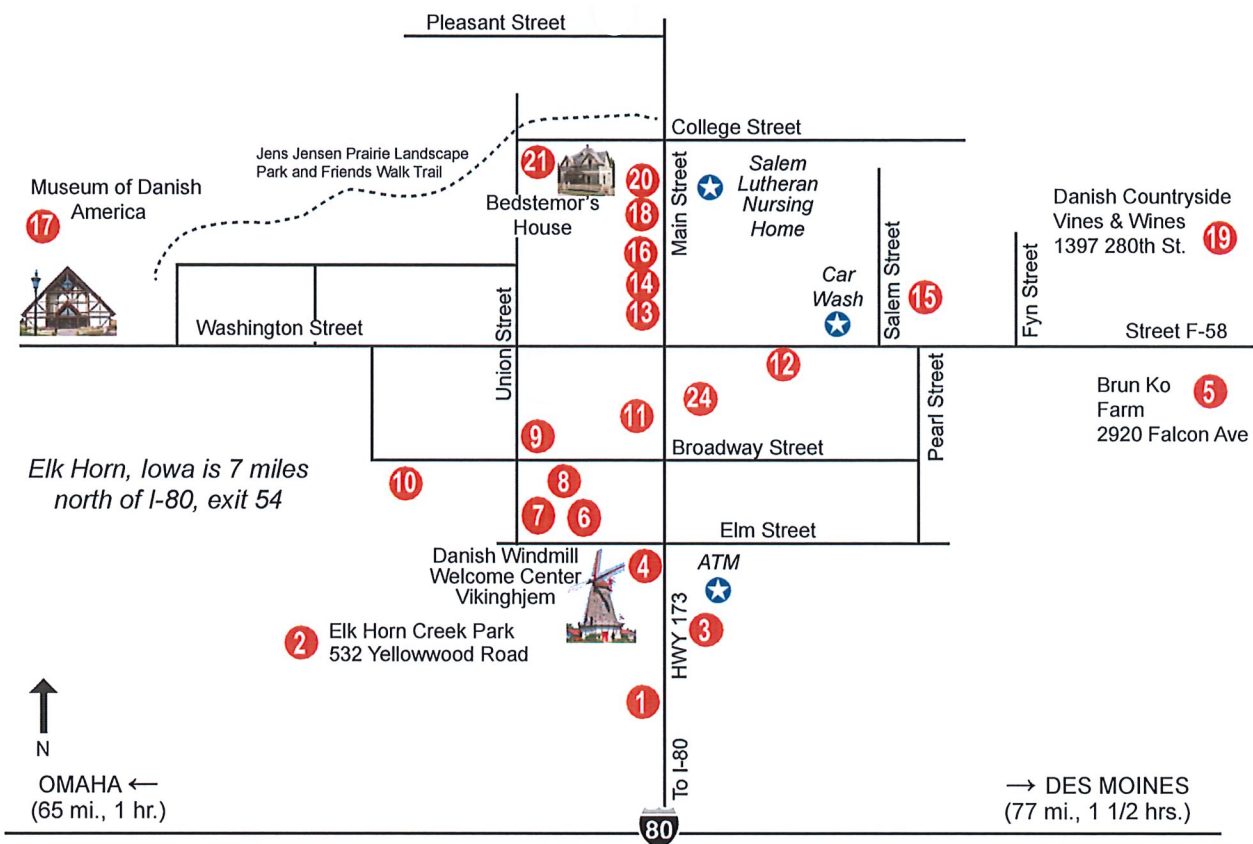 Pleasant Street
College Street
Jens Jensen Prairie Landscape
Park and Friends Walk Trail
Museum of Danish
America
17
21
Bedstemor's
House
20
18
16
14
13
Main Street
Salem
Lutheran
Nursing
Home
Car
Wash
Salem Street
15
Fyn Street
Danish Countryside
Vines & Wines
1397 280th St.
19
Washington Street
Union Street
Street F-58
12
24
11
9
Broadway Street
Pearl Street
Brun Ko
Farm
2920 Falcon Ave
5
Elk Horn, Iowa is 7 miles
north of I-80, exit 54
10
8
7
6
Elm Street
Danish Windmill
Welcome Center
Vikinghjem
4
ATM
3
HWY 173
2
Elk Horn Creek Park
532 Yellowwood Road
1
To I-80
N
OMAHA ←
(65 mi., 1 hr.)
→ DES MOINES
(77 mi., 1 1/2 hrs.)
80